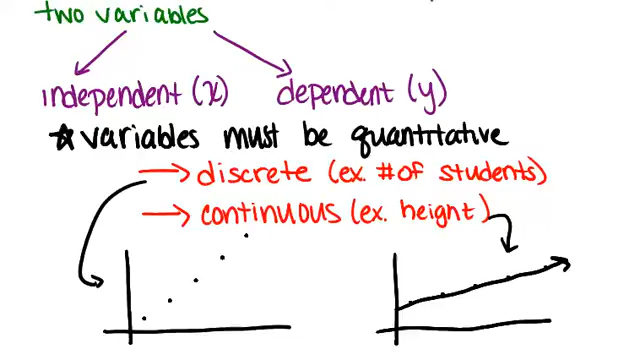 two variables
independent (x) dependent (y)
* variables must be quantitative
→ discrete (ex. # of students)
→ continuous (ex. height)